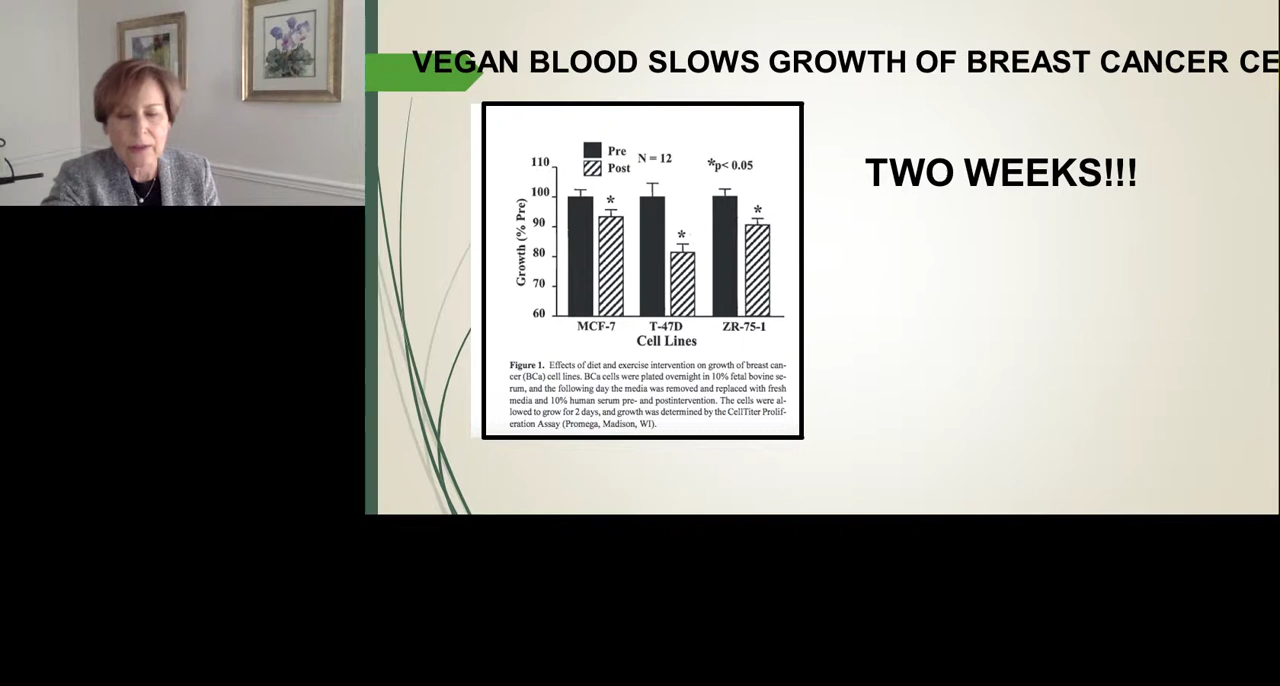 VEGAN BLOOD SLOWS GROWTH OF BREAST CANCER CE
TWO WEEKS!!!
Pre
Post
N = 12
*p< 0.05
110
100
90
80
70
60
Growth (% Pre)
*
*
*
MCF-7
T-47D
ZR-75-1
Cell Lines
Figure 1. Effects of diet and exercise intervention on growth of breast can-
cer (BCa) cell lines. BCa cells were plated overnight in 10% fetal bovine se-
rum, and the following day the media was removed and replaced with fresh
media and 10% human serum pre- and postintervention. The cells were al-
lowed to grow for 2 days, and growth was determined by the CellTiter Prolif-
eration Assay (Promega, Madison, WI).